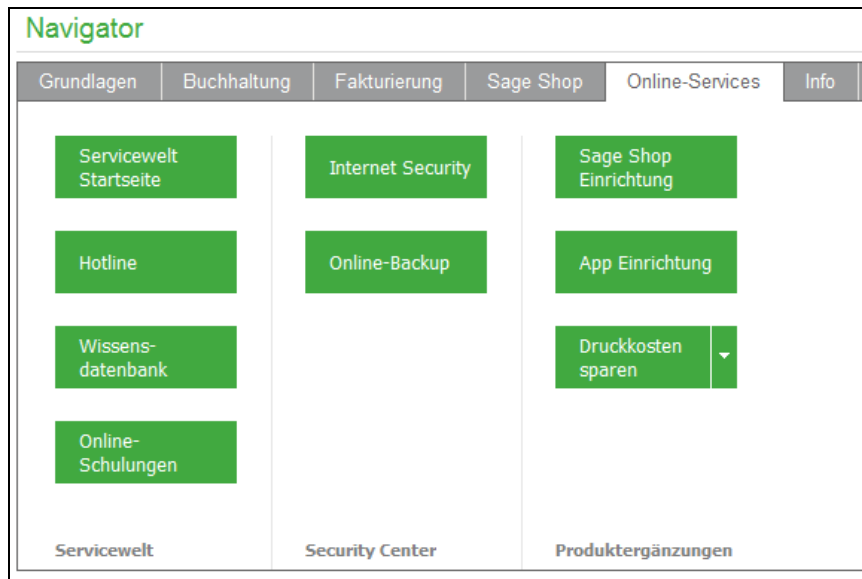 Navigator
Grundlagen Buchhaltung Fakturierung Sage Shop Online-Services Info
Servicewelt
Startseite
Hotline
Wissens-
datenbank
Online-
Schulungen
Servicewelt
Internet Security
Online-Backup
Security Center
Sage Shop
Einrichtung
App Einrichtung
Druckkosten
sparen
Produktergänzungen